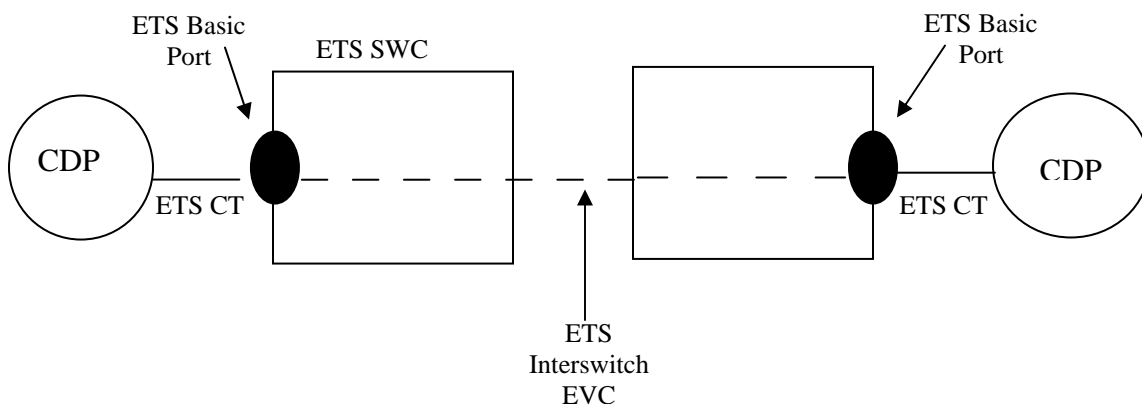 ETS Basic
Port
ETS SWC
ETS Basic
Port
CDP
ETS CT
ETS CT
CDP
ETS
Interswitch
EVC